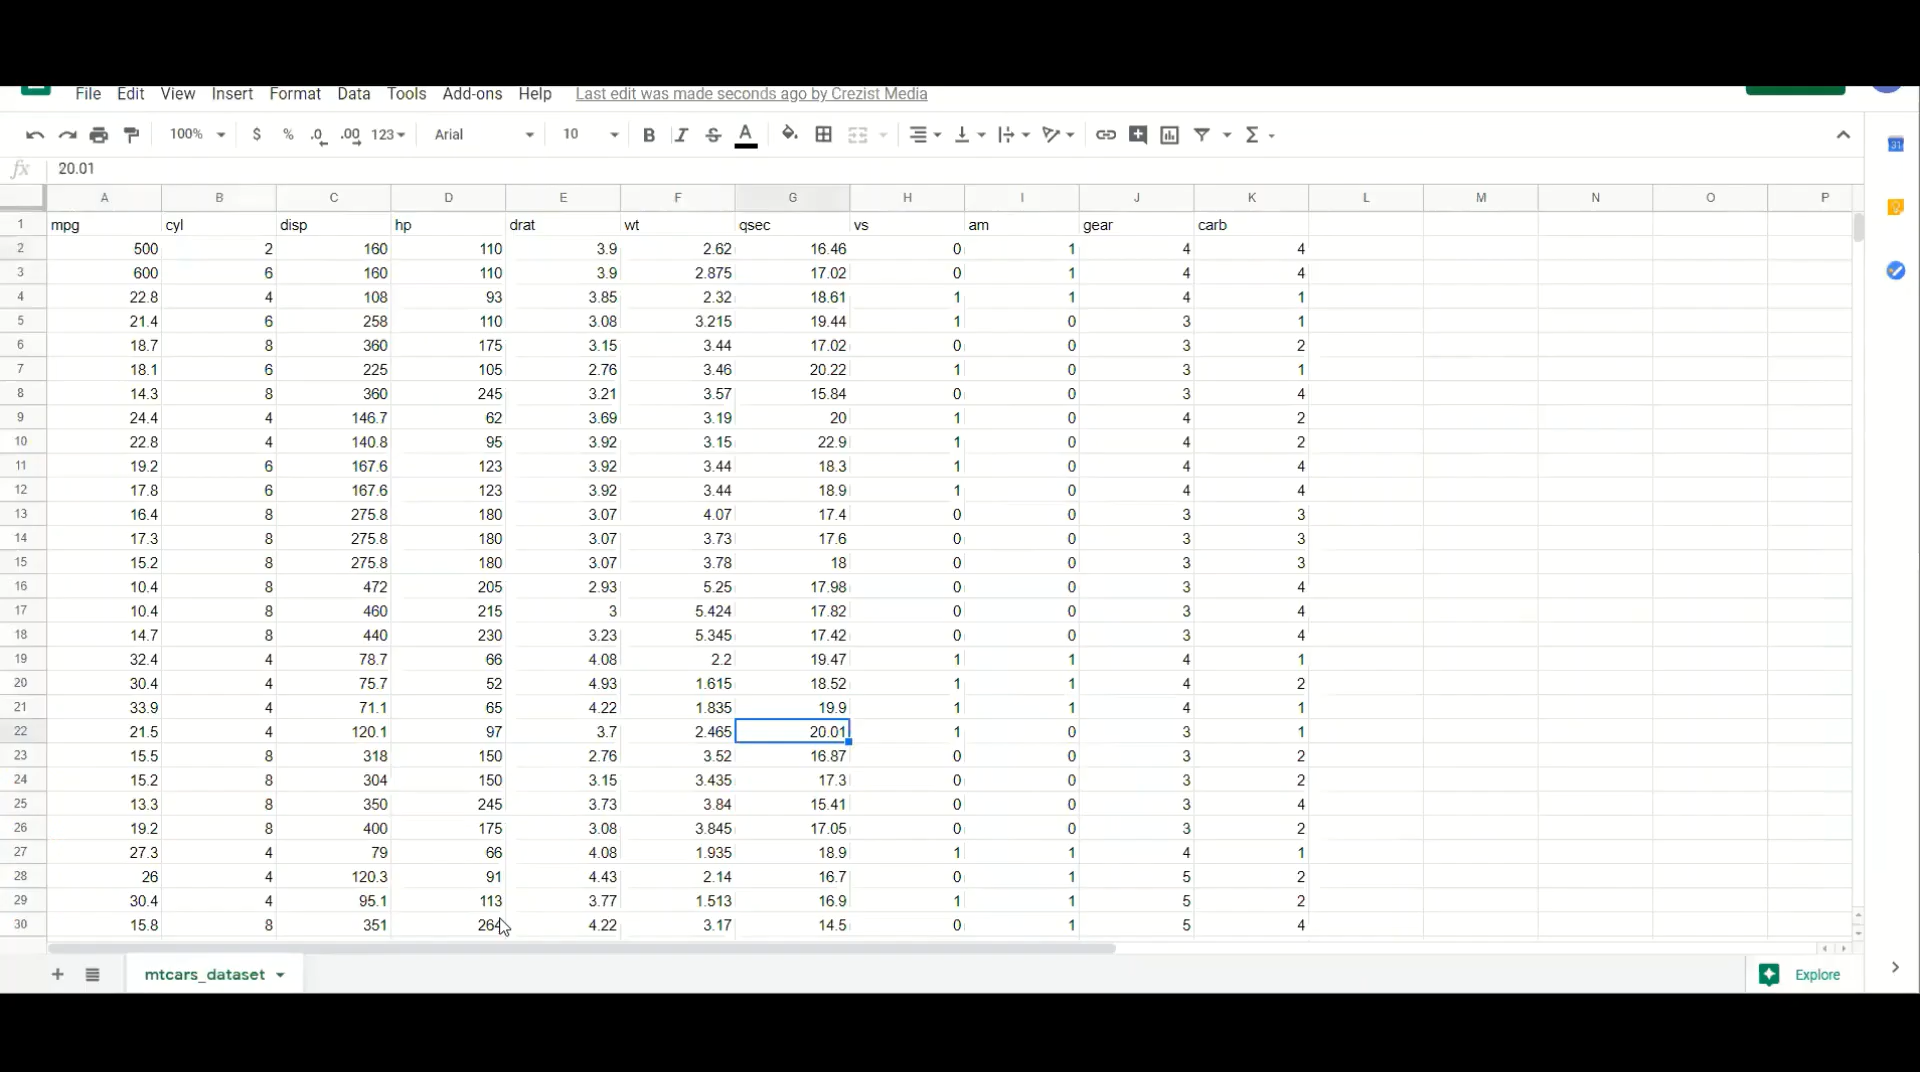 File Edit View Insert Format Data Tools Add-ons Help Last edit was made seconds ago by Crezist Media
100% $ % .0 .00 123 Arial 10 B I S A Σ 31
fx 20.01
A B C D E F G H I J K L M N O P
1 mpg cyl disp hp drat wt qsec vs am gear carb
2 500 2 160 110 3.9 2.62 16.46 0 1 4 4
3 600 6 160 110 3.9 2.875 17.02 0 1 4 4
4 22.8 4 108 93 3.85 2.32 18.61 1 1 4 1
5 21.4 6 258 110 3.08 3.215 19.44 1 0 3 1
6 18.7 8 360 175 3.15 3.44 17.02 0 0 3 2
7 18.1 6 225 105 2.76 3.46 20.22 1 0 3 1
8 14.3 8 360 245 3.21 3.57 15.84 0 0 3 4
9 24.4 4 146.7 62 3.69 3.19 20 1 0 4 2
10 22.8 4 140.8 95 3.92 3.15 22.9 1 0 4 2
11 19.2 6 167.6 123 3.92 3.44 18.3 1 0 4 4
12 17.8 6 167.6 123 3.92 3.44 18.9 1 0 4 4
13 16.4 8 275.8 180 3.07 4.07 17.4 0 0 3 3
14 17.3 8 275.8 180 3.07 3.73 17.6 0 0 3 3
15 15.2 8 275.8 180 3.07 3.78 18 0 0 3 3
16 10.4 8 472 205 2.93 5.25 17.98 0 0 3 4
17 10.4 8 460 215 3 5.424 17.82 0 0 3 4
18 14.7 8 440 230 3.23 5.345 17.42 0 0 3 4
19 32.4 4 78.7 66 4.08 2.2 19.47 1 1 4 1
20 30.4 4 75.7 52 4.93 1.615 18.52 1 1 4 2
21 33.9 4 71.1 65 4.22 1.835 19.9 1 1 4 1
22 21.5 4 120.1 97 3.7 2.465 20.01 1 0 3 1
23 15.5 8 318 150 2.76 3.52 16.87 0 0 3 2
24 15.2 8 304 150 3.15 3.435 17.3 0 0 3 2
25 13.3 8 350 245 3.73 3.84 15.41 0 0 3 4
26 19.2 8 400 175 3.08 3.845 17.05 0 0 3 2
27 27.3 4 79 66 4.08 1.935 18.9 1 1 4 1
28 26 4 120.3 91 4.43 2.14 16.7 0 1 5 2
29 30.4 4 95.1 113 3.77 1.513 16.9 1 1 5 2
30 15.8 8 351 264 4.22 3.17 14.5 0 1 5 4
mtcars_dataset Explore